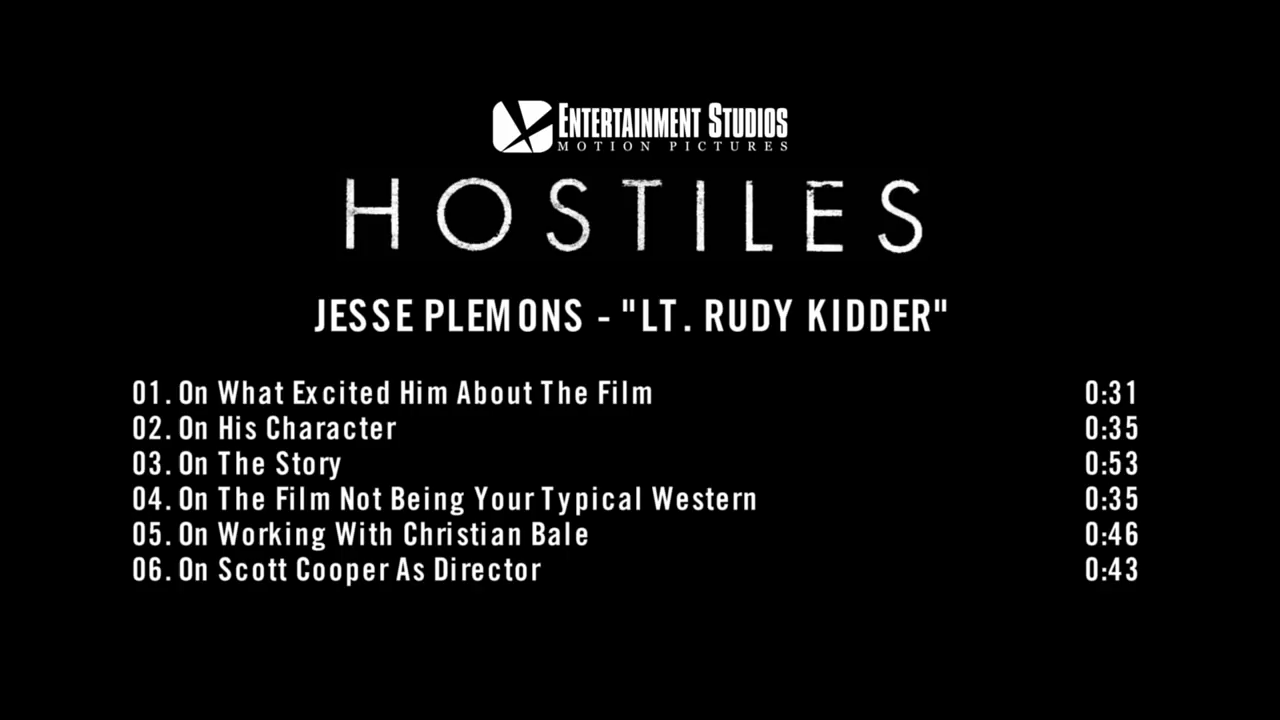 ENTERTAINMENT STUDIOS
MOTION PICTURES
HOSTILES
JESSE PLEMONS - "LT. RUDY KIDDER"
01. On What Excited Him About The Film 0:31
02. On His Character 0:35
03. On The Story 0:53
04. On The Film Not Being Your Typical Western 0:35
05. On Working With Christian Bale 0:46
06. On Scott Cooper As Director 0:43